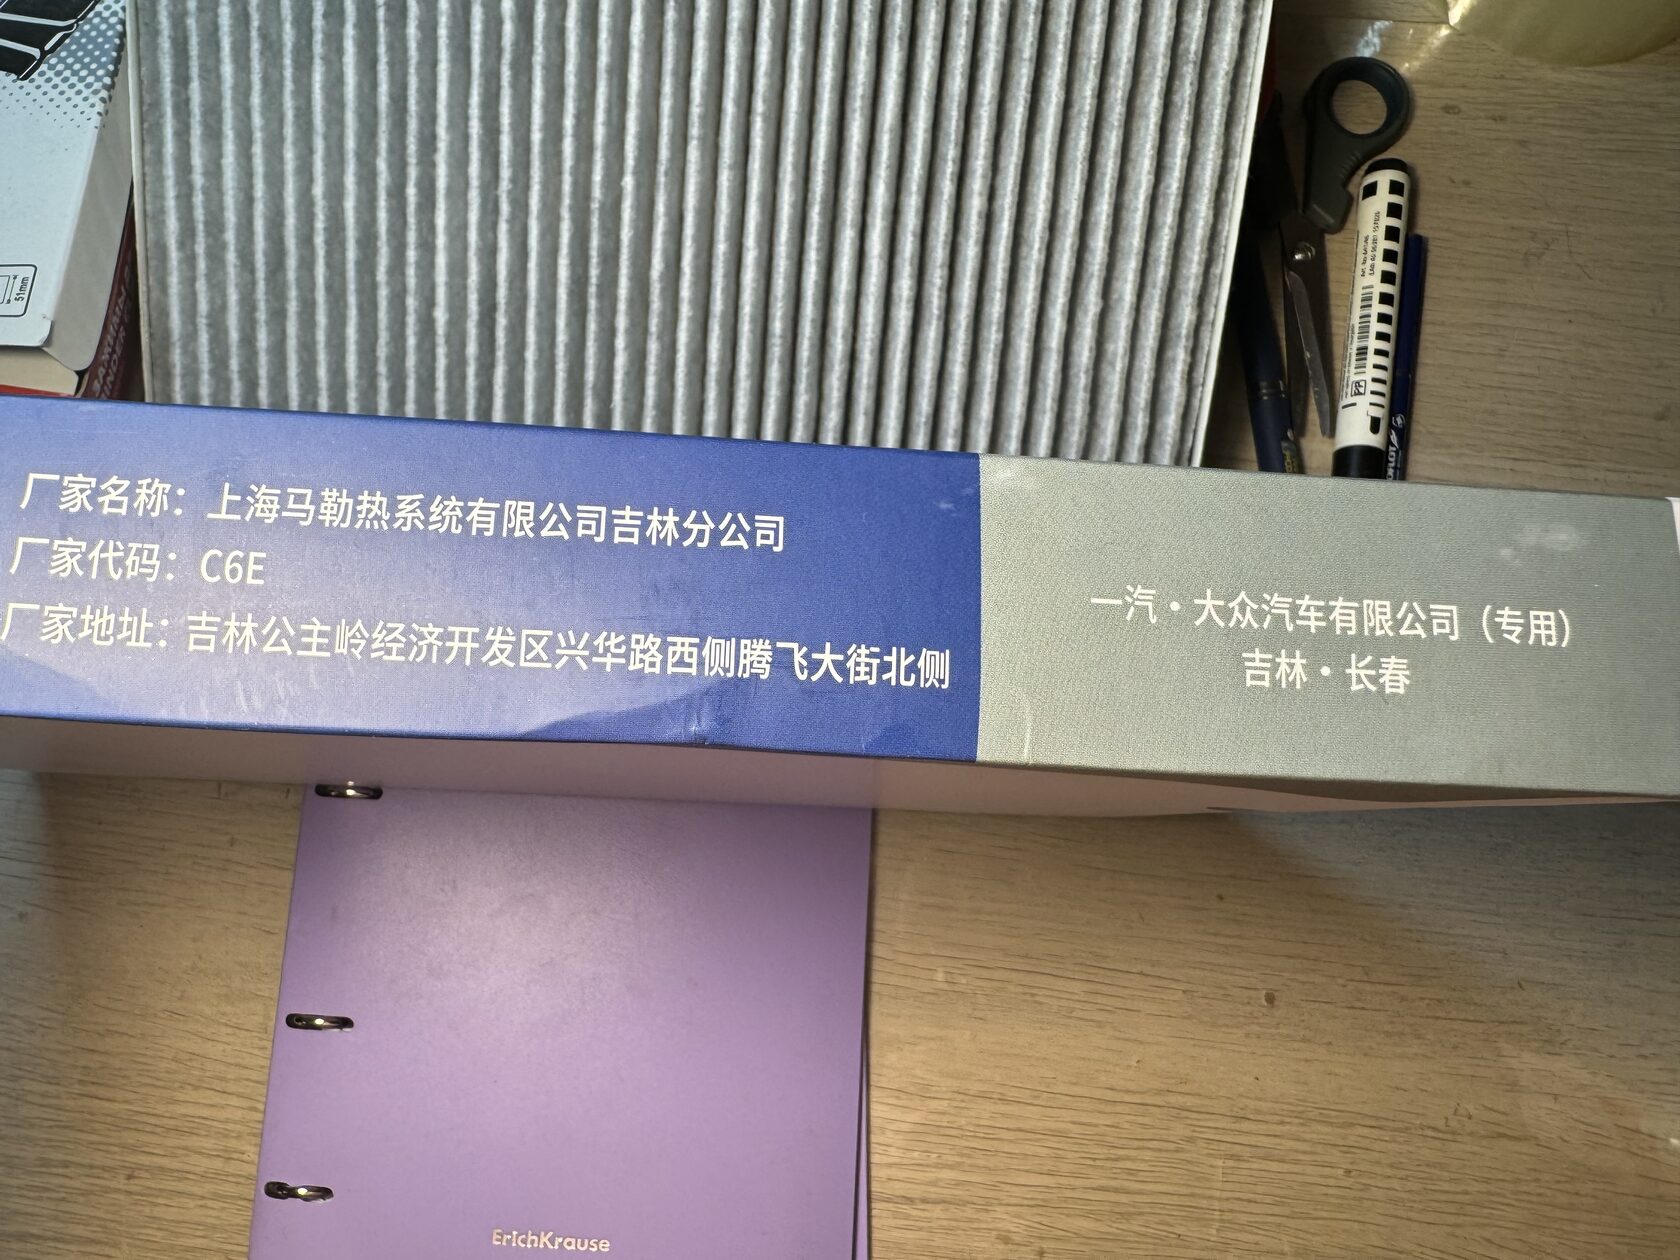 51mm
厂家名称：上海马勒热系统有限公司吉林分公司
厂家代码：C6E
厂家地址：吉林公主岭经济开发区兴华路西侧腾飞大街北侧
一汽·大众汽车有限公司（专用）
吉林·长春
ErichKrause